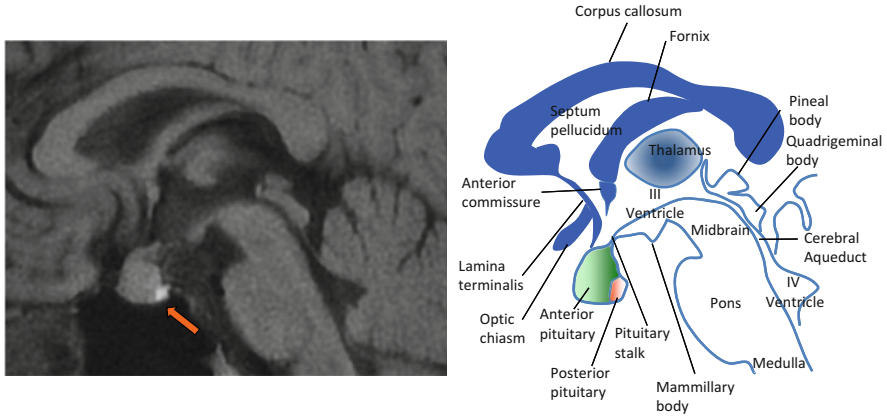 Corpus callosum
Fornix
Septum
pellucidum
Thalamus
Pineal
body
Quadrigeminal
body
Anterior
commissure
III
Ventricle
Midbrain
Cerebral
Aqueduct
Lamina
terminalis
IV
Ventricle
Pons
Optic
chiasm
Anterior
pituitary
Pituitary
stalk
Posterior
pituitary
Mammillary
body
Medulla